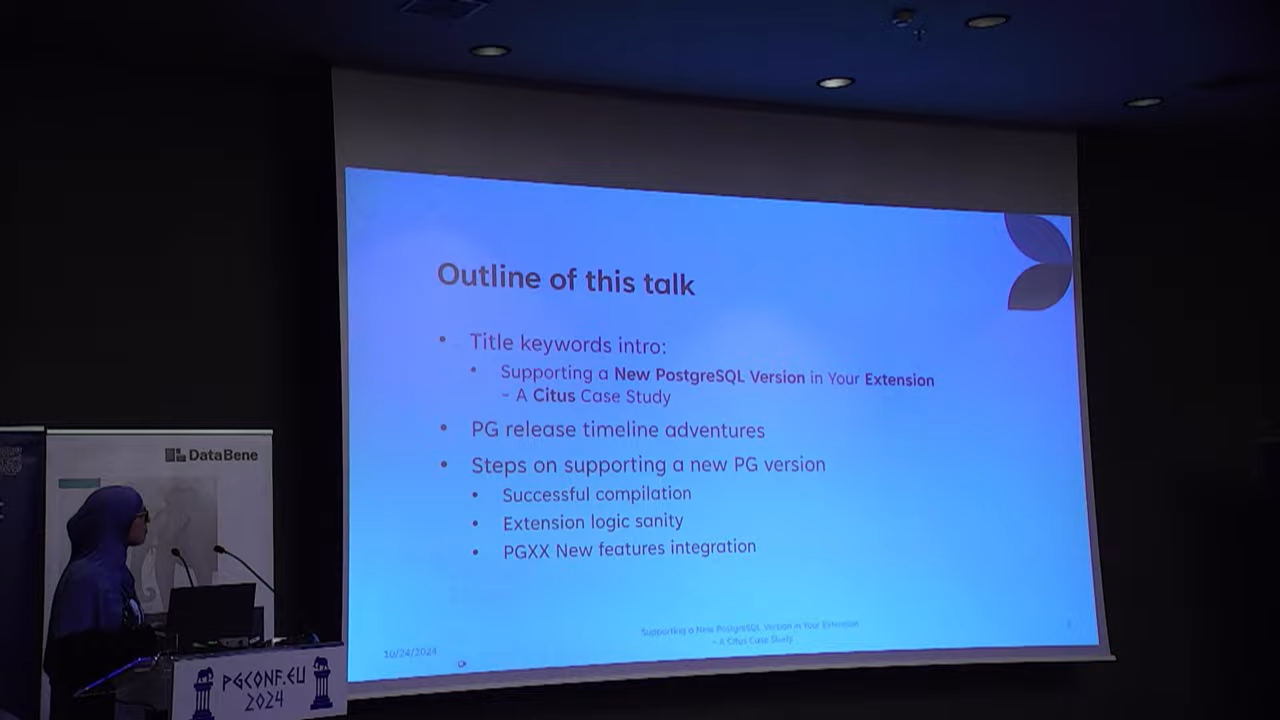 Outline of this talk
• Title keywords intro:
• Supporting a New PostgreSQL Version in Your Extension
– A Citus Case Study
• PG release timeline adventures
• Steps on supporting a new PG version
• Successful compilation
• Extension logic sanity
• PGXX New features integration
Supporting a New PostgreSQL Version in Your Extension
– A Citus Case Study
10/24/2024
DataBene
PGCONF.EU
2024